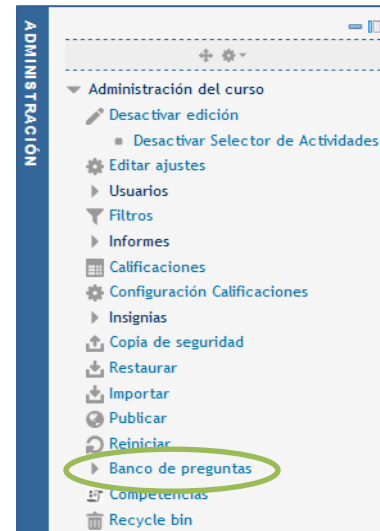 ADMINISTRACIÓN
Administración del curso
Desactivar edición
Desactivar Selector de Actividades
Editar ajustes
Usuarios
Filtros
Informes
Calificaciones
Configuración Calificaciones
Insignias
Copia de seguridad
Restaurar
Importar
Publicar
Reiniciar
Banco de preguntas
Competencias
Recycle bin